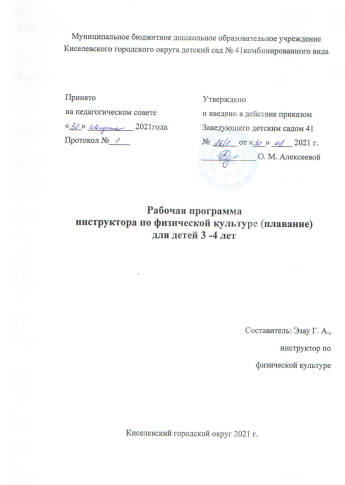 Муниципальное бюджетное дошкольное образовательное учреждение
Киселевского городского округа детский сад № 41комбинированного вида
Принято
на педагогическом совете
«30» августа 2021года
Протокол № 1
Утверждено
и введено в действие приказом
Заведующего детским садом 41
№ от «30» 08 2021 г.
О. М. Алексеевой
Рабочая программа
инструктора по физической культуре (плавание)
для детей 3 -4 лет
Составитель: Эзау Г. А.,
инструктор по
физической культуре
Киселевский городской округ 2021 г.